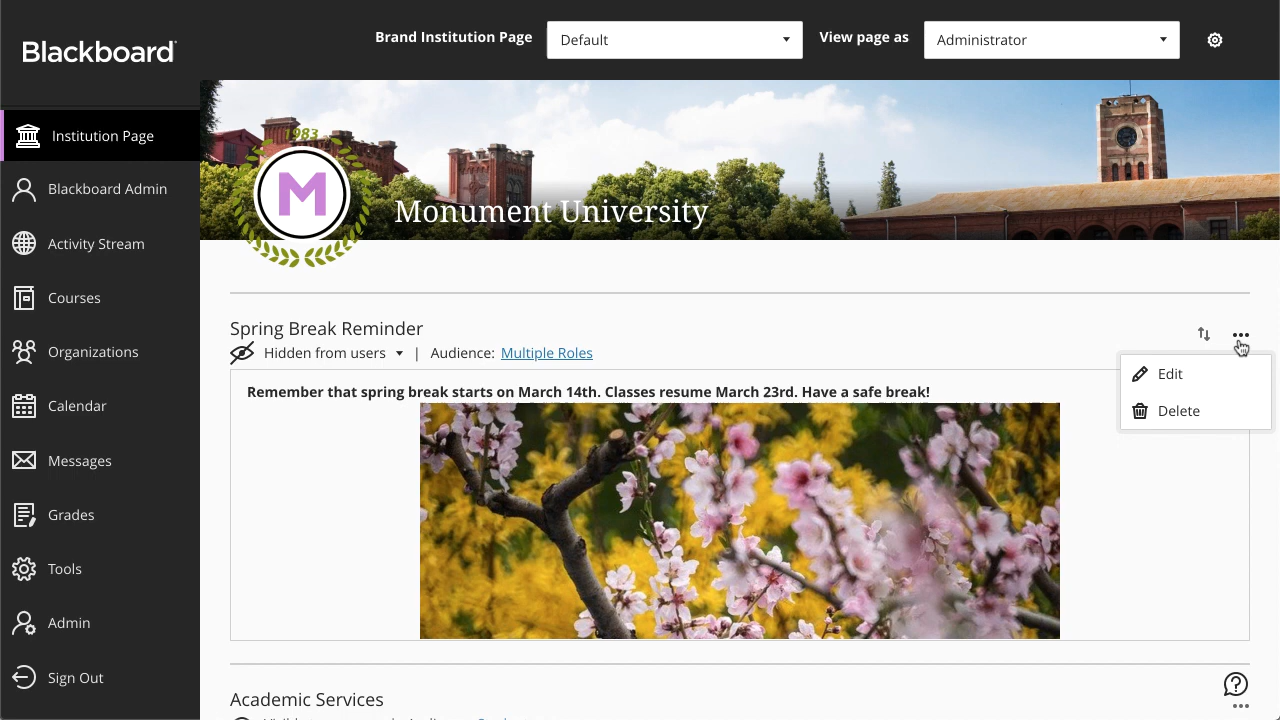 Blackboard
Brand Institution Page
Default
View page as
Administrator
Institution Page
Blackboard Admin
Activity Stream
Courses
Organizations
Calendar
Messages
Grades
Tools
Admin
Sign Out
1983
M
Monument University
Spring Break Reminder
Hidden from users | Audience: Multiple Roles
Edit
Delete
Remember that spring break starts on March 14th. Classes resume March 23rd. Have a safe break!
Academic Services